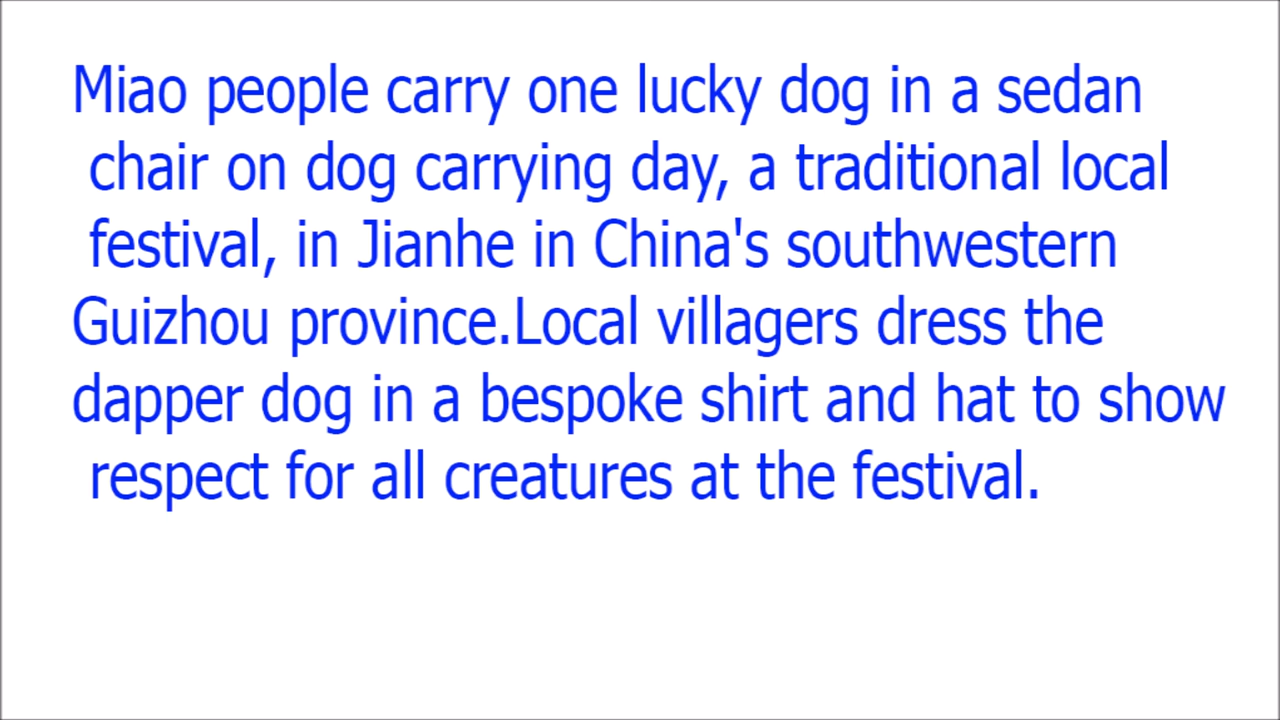 Miao people carry one lucky dog in a sedan
chair on dog carrying day, a traditional local
festival, in Jianhe in China's southwestern
Guizhou province.Local villagers dress the
dapper dog in a bespoke shirt and hat to show
respect for all creatures at the festival.